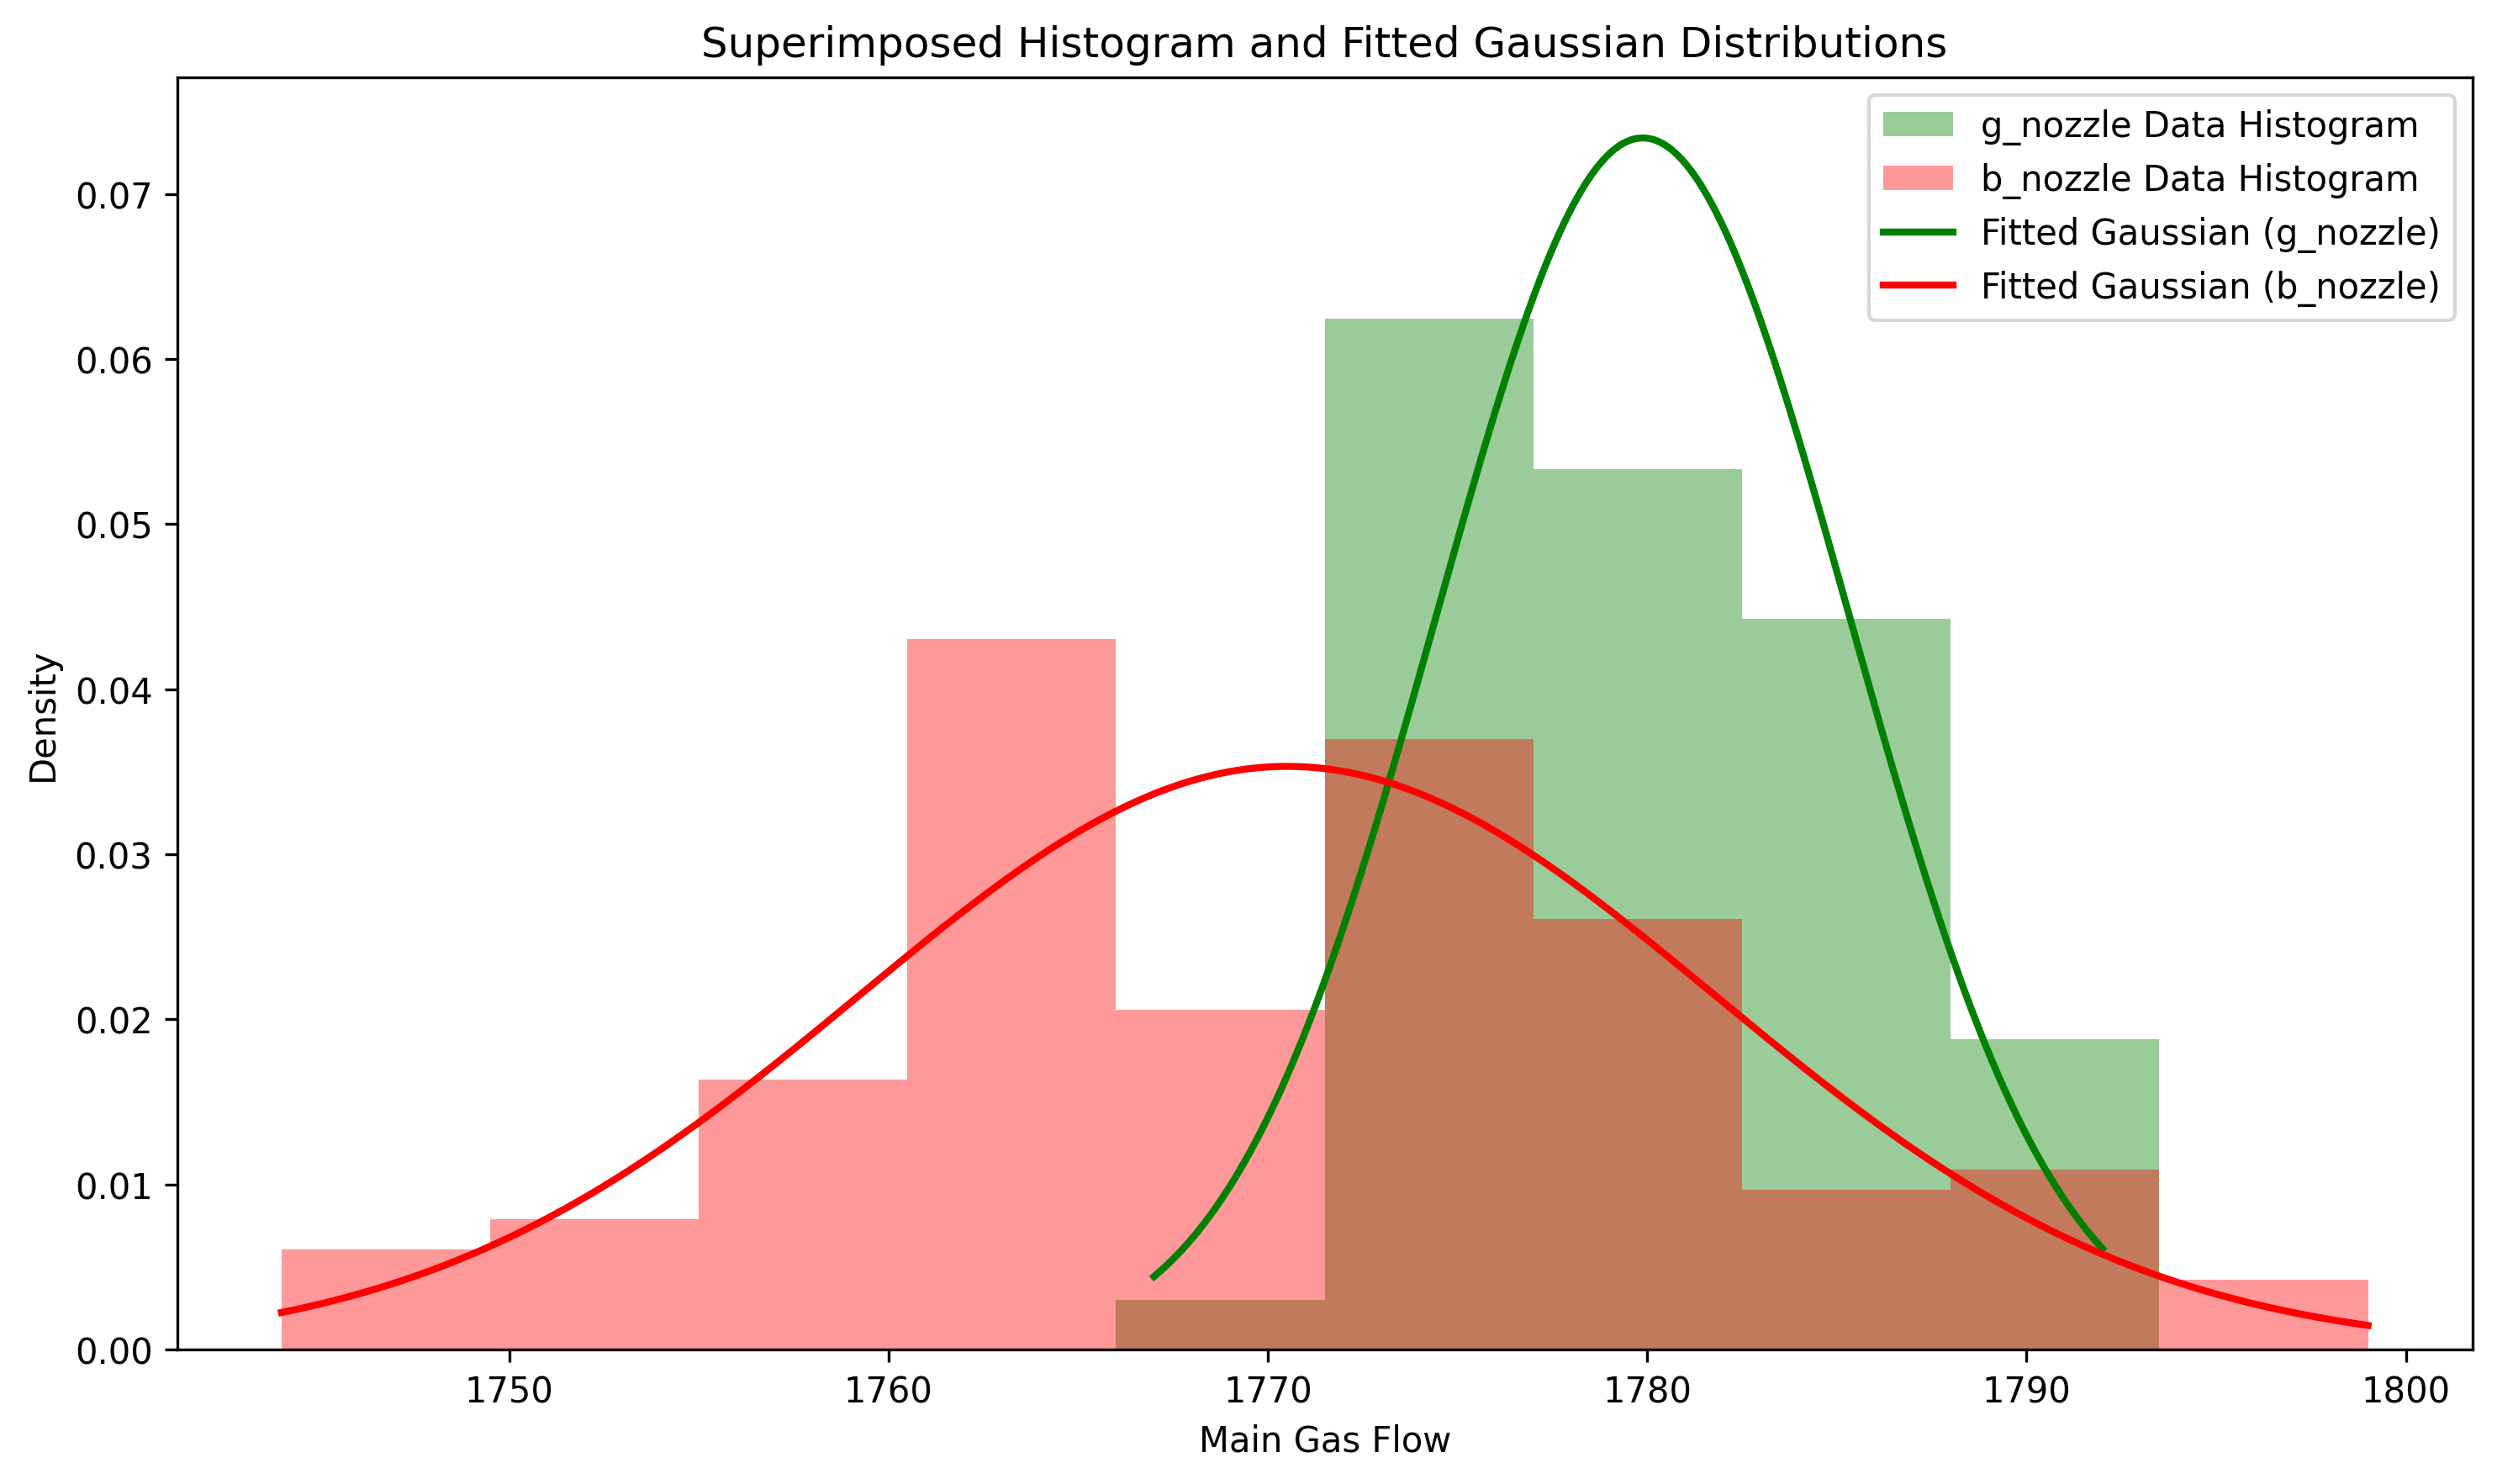 Superimposed Histogram and Fitted Gaussian Distributions
g_nozzle Data Histogram
b_nozzle Data Histogram
Fitted Gaussian (g_nozzle)
Fitted Gaussian (b_nozzle)
Density
0.07
0.06
0.05
0.04
0.03
0.02
0.01
0.00
1750 1760 1770 1780 1790 1800
Main Gas Flow